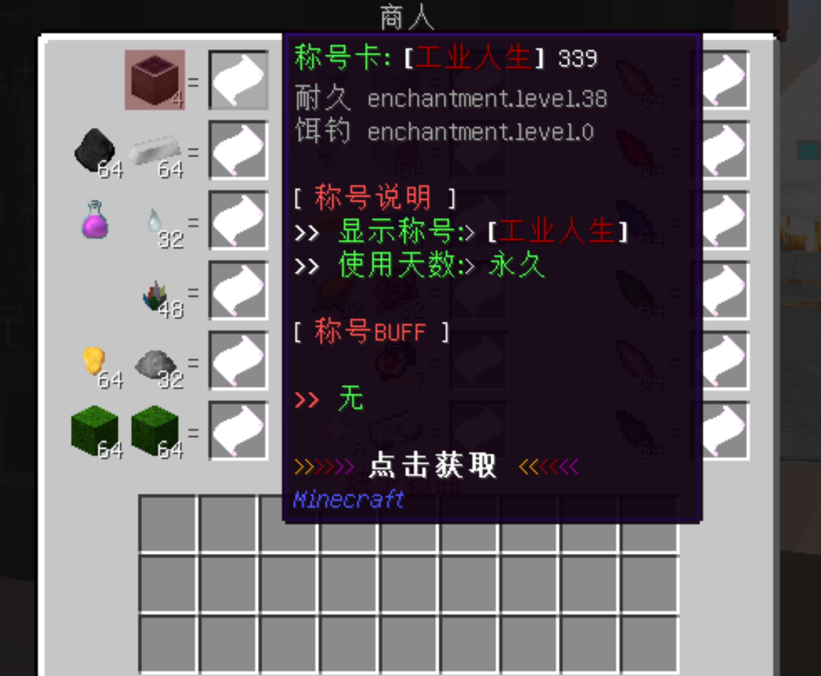 商人
称号卡: [工业人生] 339
耐久 enchantment.level.38
饵钓 enchantment.level.0
[ 称号说明 ]
>> 显示称号:> [工业人生]
>> 使用天数:> 永久
[ 称号BUFF ]
>> 无
>>>>>> 点击获取 <<<<<<
Minecraft
4 =
64 64 =
32 =
48 =
64 32 =
64 64 =